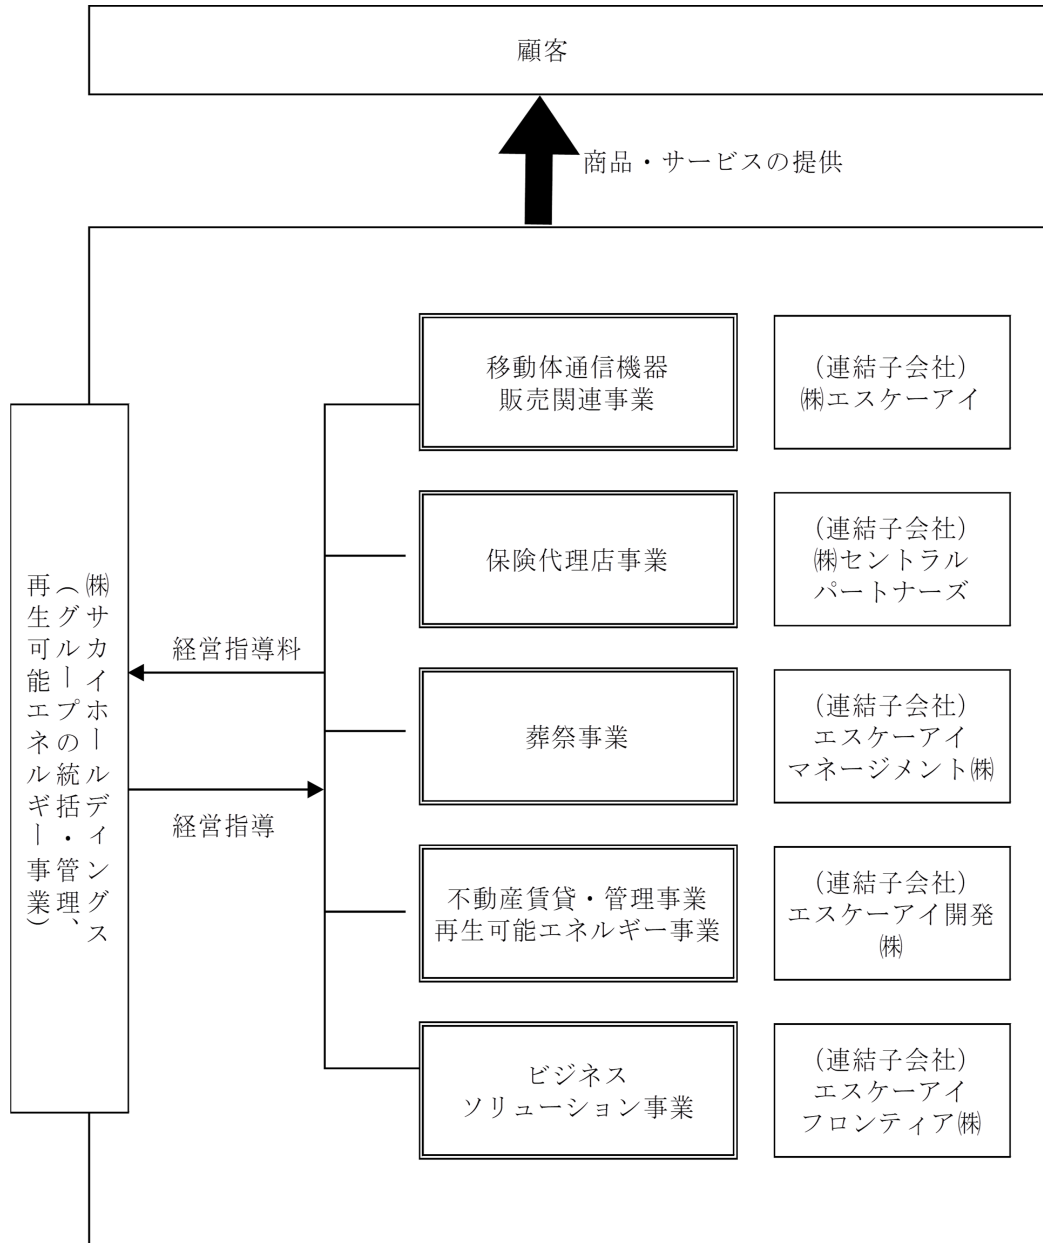 顧客
商品・サービスの提供
㈱サカイホールディングス
(グループの統括・管理、
再生可能エネルギー事業)
経営指導料
経営指導
移動体通信機器
販売関連事業
(連結子会社)
㈱エスケーアイ
保険代理店事業
(連結子会社)
㈱セントラル
パートナーズ
葬祭事業
(連結子会社)
エスケーアイ
マネージメント㈱
不動産賃貸・管理事業
再生可能エネルギー事業
(連結子会社)
エスケーアイ開発
㈱
ビジネス
ソリューション事業
(連結子会社)
エスケーアイ
フロンティア㈱